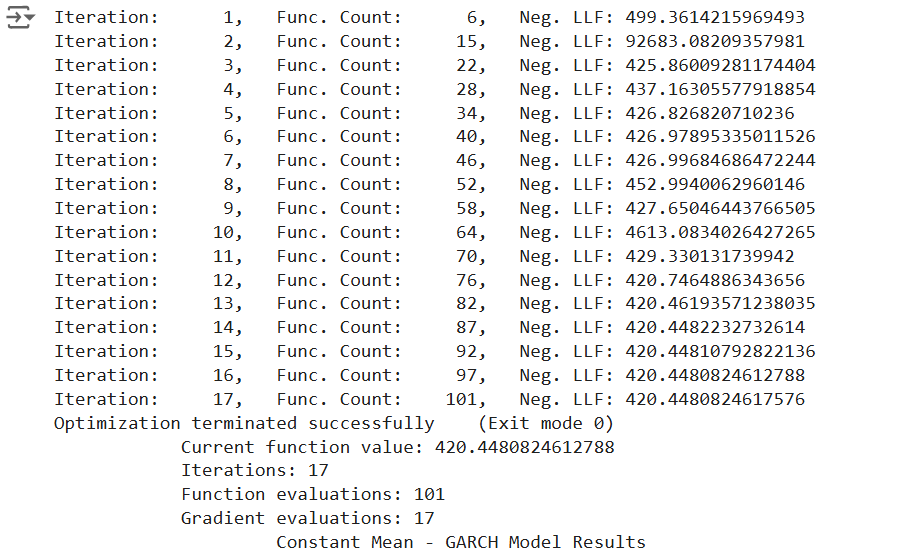 Iteration:      1,   Func. Count:      6,   Neg. LLF: 499.3614215969493
Iteration:      2,   Func. Count:     15,   Neg. LLF: 92683.08209357981
Iteration:      3,   Func. Count:     22,   Neg. LLF: 425.86009281174404
Iteration:      4,   Func. Count:     28,   Neg. LLF: 437.16305577918854
Iteration:      5,   Func. Count:     34,   Neg. LLF: 426.826820710236
Iteration:      6,   Func. Count:     40,   Neg. LLF: 426.97895335011526
Iteration:      7,   Func. Count:     46,   Neg. LLF: 426.99684686472244
Iteration:      8,   Func. Count:     52,   Neg. LLF: 452.9940062960146
Iteration:      9,   Func. Count:     58,   Neg. LLF: 427.65046443766505
Iteration:     10,   Func. Count:     64,   Neg. LLF: 4613.0834026427265
Iteration:     11,   Func. Count:     70,   Neg. LLF: 429.330131739942
Iteration:     12,   Func. Count:     76,   Neg. LLF: 420.7464886343656
Iteration:     13,   Func. Count:     82,   Neg. LLF: 420.46193571238035
Iteration:     14,   Func. Count:     87,   Neg. LLF: 420.4482232732614
Iteration:     15,   Func. Count:     92,   Neg. LLF: 420.44810792822136
Iteration:     16,   Func. Count:     97,   Neg. LLF: 420.4480824612788
Iteration:     17,   Func. Count:    101,   Neg. LLF: 420.4480824617576
Optimization terminated successfully    (Exit mode 0)
            Current function value: 420.4480824612788
            Iterations: 17
            Function evaluations: 101
            Gradient evaluations: 17
                     Constant Mean - GARCH Model Results